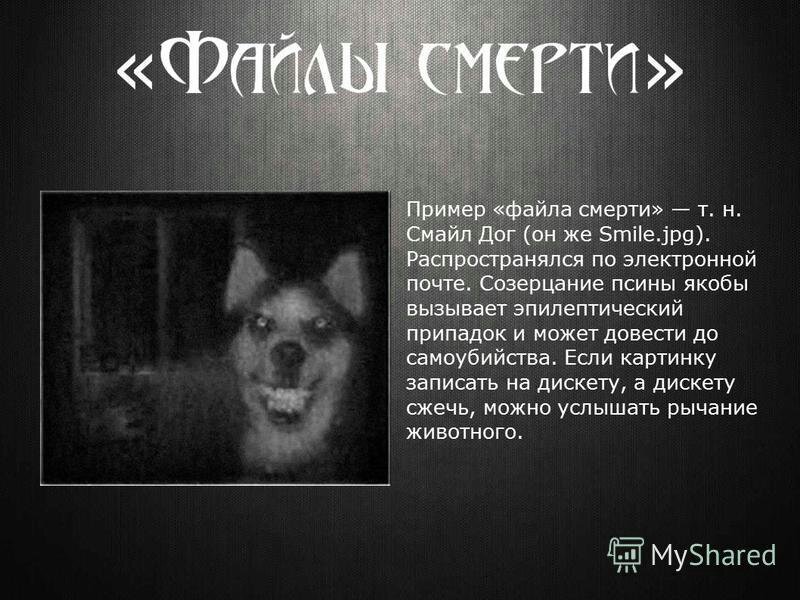 «Файлы смерти»
Пример «файла смерти» — т. н.
Смайл Дог (он же Smile.jpg).
Распространялся по электронной
почте. Созерцание псины якобы
вызывает эпилептический
припадок и может довести до
самоубийства. Если картинку
записать на дискету, а дискету
сжечь, можно услышать рычание
животного.
MyShared